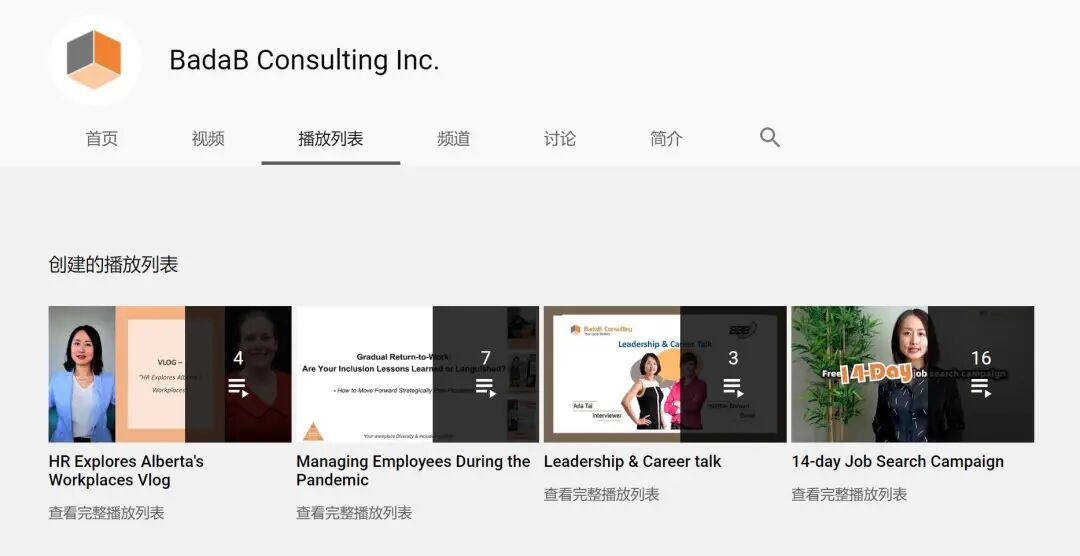 BadaB Consulting Inc.
首页 视频 播放列表 频道 讨论 简介
创建的播放列表
VLOG –
"HR Explores Alberta's
Workplaces
4
Gradual Return-to-Work:
Are Your Inclusion Lessons Learned or Languished?
• How to Move Forward Strategically
Your workplace Diversity & Inclusion
7
BadaB Consulting
BBB
Leadership & Career Talk
Ada Tai
Interviewer
3
Free 14-Day job search campaign
16
HR Explores Alberta's
Workplaces Vlog
查看完整播放列表
Managing Employees During the
Pandemic
查看完整播放列表
Leadership & Career talk
查看完整播放列表
14-day Job Search Campaign
查看完整播放列表